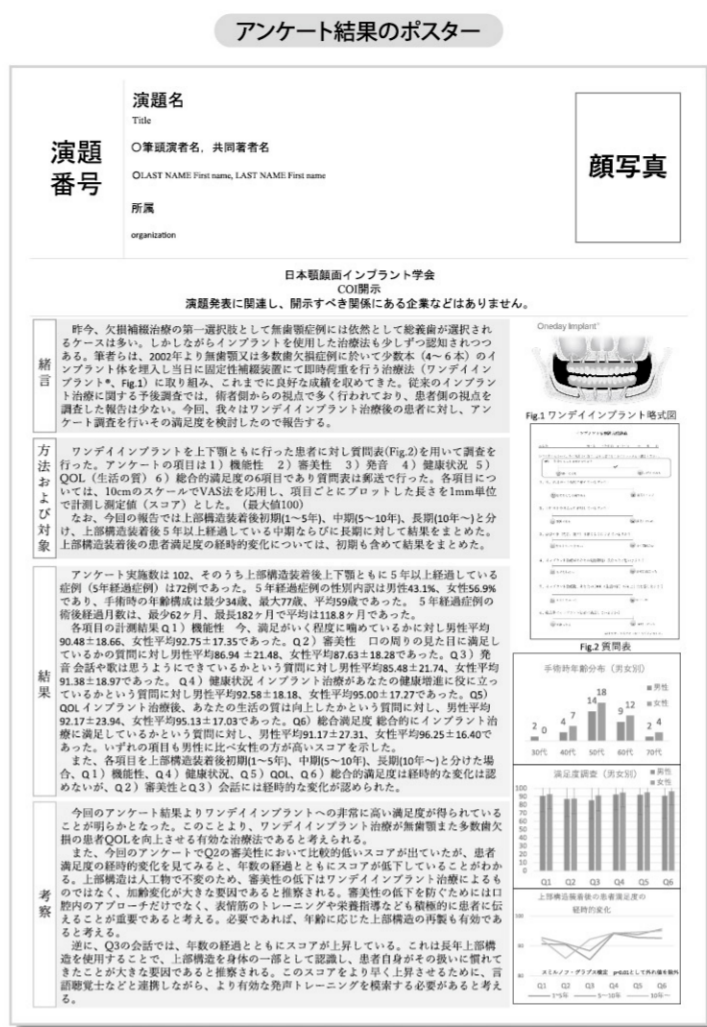 アンケート結果のポスター
演題
番号
演題名
Title
〇筆頭演者名，共同著者名
OLAST NAME First name, LAST NAME First name
所属
organization
顔写真
日本顎顔面インプラント学会
COI開示
演題発表に関連し、開示すべき関係にある企業などはありません。
緒言
昨今、欠損補綴治療の第一選択肢として無歯顎症例には依然として総義歯が選択され
るケースは多い。しかしながらインプラントを使用した治療法も少しずつ認知されつつ
ある。筆者らは、2002年より無歯顎又は多数歯欠損症例に於いて少数本（4～６本）のイ
ンプラント体を埋入し当日に固定性補綴装置にて即時荷重を行う治療法（ワンデイイン
プラント®、Fig.1）に取り組み、これまでに良好な成績を収めてきた。従来のインプラン
ト治療に関する予後調査では、術者側からの視点で多く行われており、患者側の視点を
調査した報告は少ない。今回、我々はワンデイインプラント治療後の患者に対し、アン
ケート調査を行いその満足度を検討したので報告する。
Oneday Implant
Fig.1 ワンデイインプラント略式図
方法および対象
ワンデイインプラントを上下顎ともに行った患者に対し質問表(Fig.2)を用いて調査を
行った。アンケートの項目は１）機能性　２）審美性　３）発音　４）健康状況　５）
QOL（生活の質）６）総合的満足度の6項目であり質問表は郵送で行った。各項目につ
いては、10cmのスケールでVAS法を応用し、項目ごとにプロットした長さを1mm単位
で計測し測定値（スコア）とした。（最大値100）
なお、今回の報告では上部構造装着後初期(1～5年)、中期(5～10年)、長期(10年～)と分
け、上部構造装着後５年以上経過している中期ならびに長期に対して結果をまとめた。
上部構造装着後の患者満足度の経時的変化については、初期も含めて結果をまとめた。
Fig.2 質問表
結果
アンケート実施数は102、そのうち上部構造装着後上下顎ともに５年以上経過している
症例（5年経過症例）は72例であった。５年経過症例の性別内訳は男性43.1%、女性56.9%
であり、手術時の年齢構成は最少34歳、最大77歳、平均59歳であった。５年経過症例の
術後経過月数は、最少62ヶ月、最長182ヶ月で平均は118.8ヶ月であった。
各項目の計測結果Ｑ１）機能性　今、満足がいく程度に噛めているかに対し男性平均
90.48±18.66、女性平均92.75±17.35であった。Ｑ２）審美性　口の周りの見た目に満足し
ているかの質問に対し男性平均86.94 ±21.48、女性平均87.63±18.28であった。Ｑ３）発
音 会話や歌は思うようにできているかという質問に対し男性平均85.48±21.74、女性平均
91.38±18.97であった。Ｑ４）健康状況 インプラントがあなたの健康増進に役に立って
いるかという質問に対し男性平均92.58±18.18、女性平均95.00±17.27であった。Q5）
QOL インプラント治療後、あなたの生活の質は向上したかという質問に対し、男性平均
92.17±23.94、女性平均95.13±17.03であった。Q6）総合満足度 総合的にインプラント治
療に満足しているかという質問に対し、男性平均91.17±27.31、女性平均96.25±16.40で
あった。いずれの項目も男性に比べ女性の方が高いスコアを示した。
また、各項目を上部構造装着後初期(1～5年)、中期(5～10年)、長期(10年～)と分けた場
合、Ｑ１）機能性、Ｑ４）健康状況、Ｑ５）QOL、Ｑ６）総合的満足度は経時的な変化は認
めないが、Ｑ２）審美性とＱ３）会話には経時的な変化が認められた。
手術時年齢分布（男女別）
男性
女性
2 0 4 7 14 18 9 12 2 4
30代 40代 50代 60代 70代
満足度調査（男女別）
男性
女性
100
90
80
70
60
50
40
30
20
10
0
Q1 Q2 Q3 Q4 Q5 Q6
考察
今回のアンケート結果よりワンデイインプラントへの非常に高い満足度が得られている
ことが明らかとなった。このことより、ワンデイインプラント治療が無歯顎また多数歯欠
損の患者QOLを向上させる有効な治療法であると考えられる。
また、今回のアンケートでQ2の審美性において比較的低いスコアが出ていたが、患者
満足度の経時的変化を見てみると、年数の経過とともにスコアが低下していることがわか
る。上部構造は人工物で不変のため、審美性の低下はワンデイインプラント治療によるも
のではなく、加齢変化が大きな要因であると推察される。審美性の低下を防ぐためには口
腔内のアプローチだけでなく、表情筋のトレーニングや栄養指導なども積極的に患者に伝
えることが重要であると考える。必要であれば、年齢に応じた上部構造の再製も有効であ
ると考える。
逆に、Q3の会話では、年数の経過とともにスコアが上昇している。これは長年上部構
造を使用することで、上部構造を身体の一部として認識し、患者自身がその扱いに慣れて
きたことが大きな要因であると推察される。このスコアをより早く上昇させるために、言
語聴覚士などと連携しながら、より有効な発声トレーニングを模索する必要があると考え
る。
上部構造装着後の患者満足度の
経時的変化
100
80
60
スミルノフ・グラブス検定　p<0.01として外れ値を除外
Q1 Q2 Q3 Q4 Q5 Q6
1~5年 5~10年 10年~